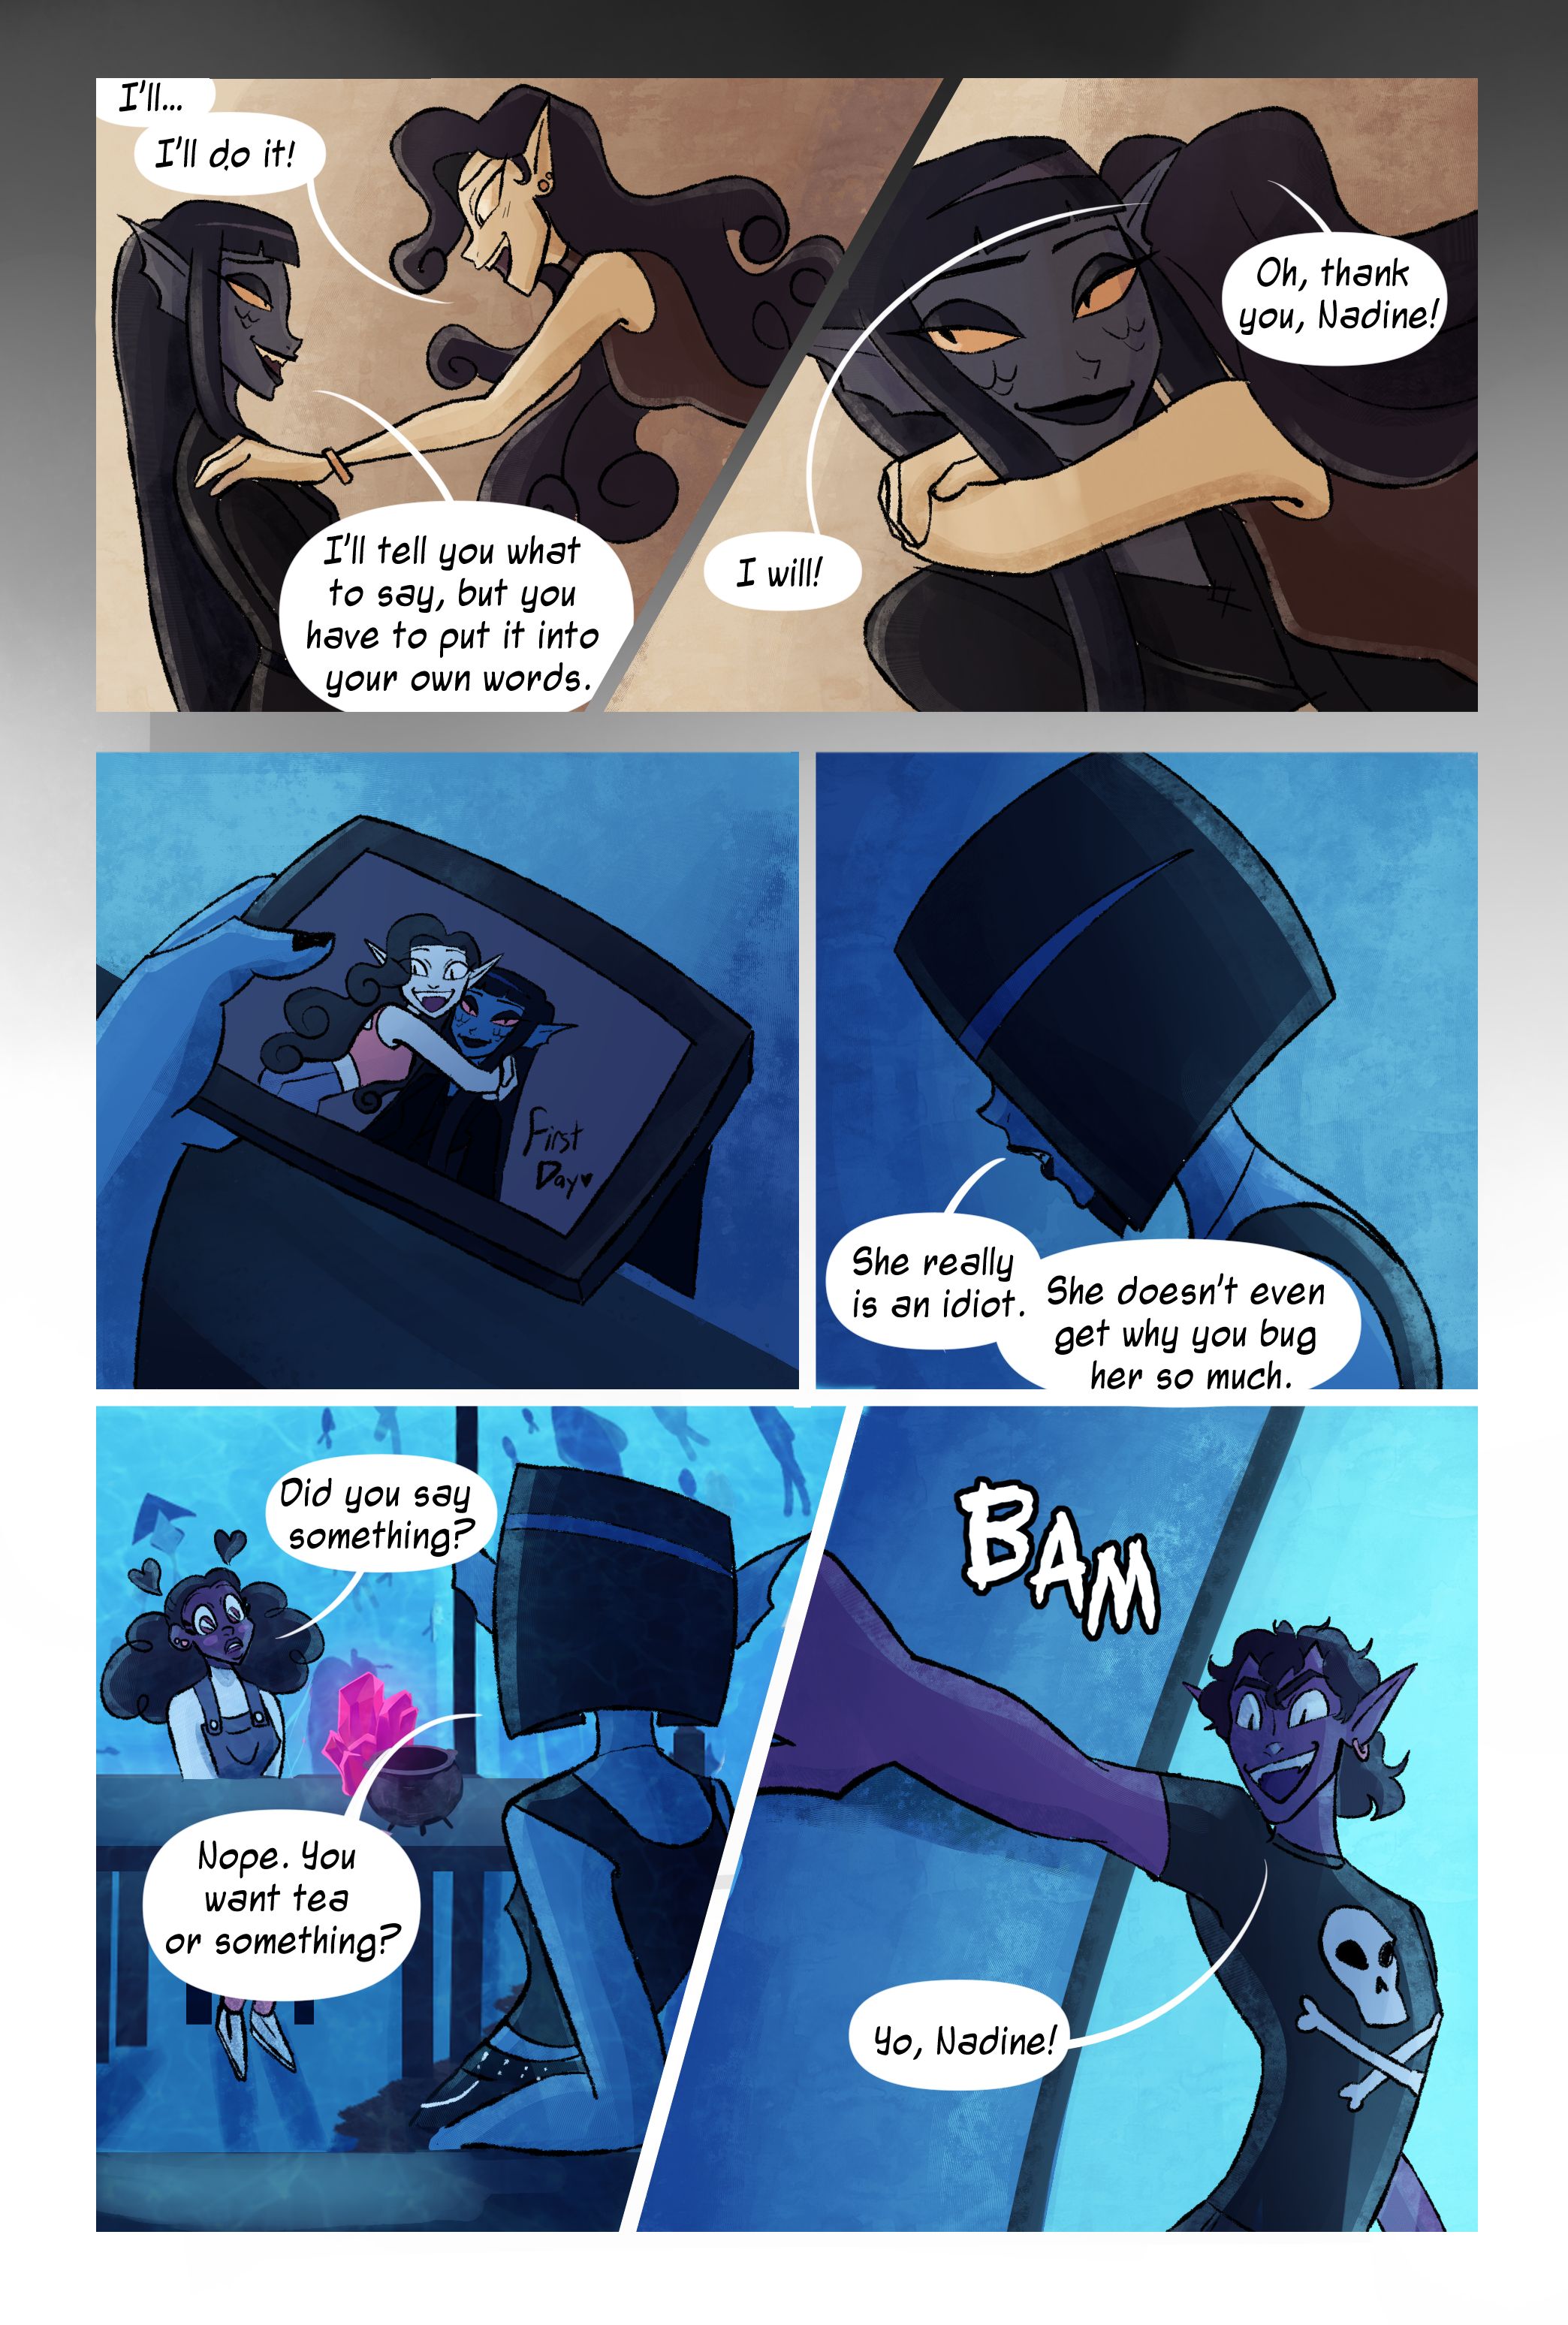 I'll...
I'll do it!
I'll tell you what
to say, but you
have to put it into
your own words.
Oh, thank
you, Nadine!
I will!
First
Day♥
She really
is an idiot.
She doesn't even
get why you bug
her so much.
Did you say
something?
Nope. You
want tea
or something?
BAM
Yo, Nadine!